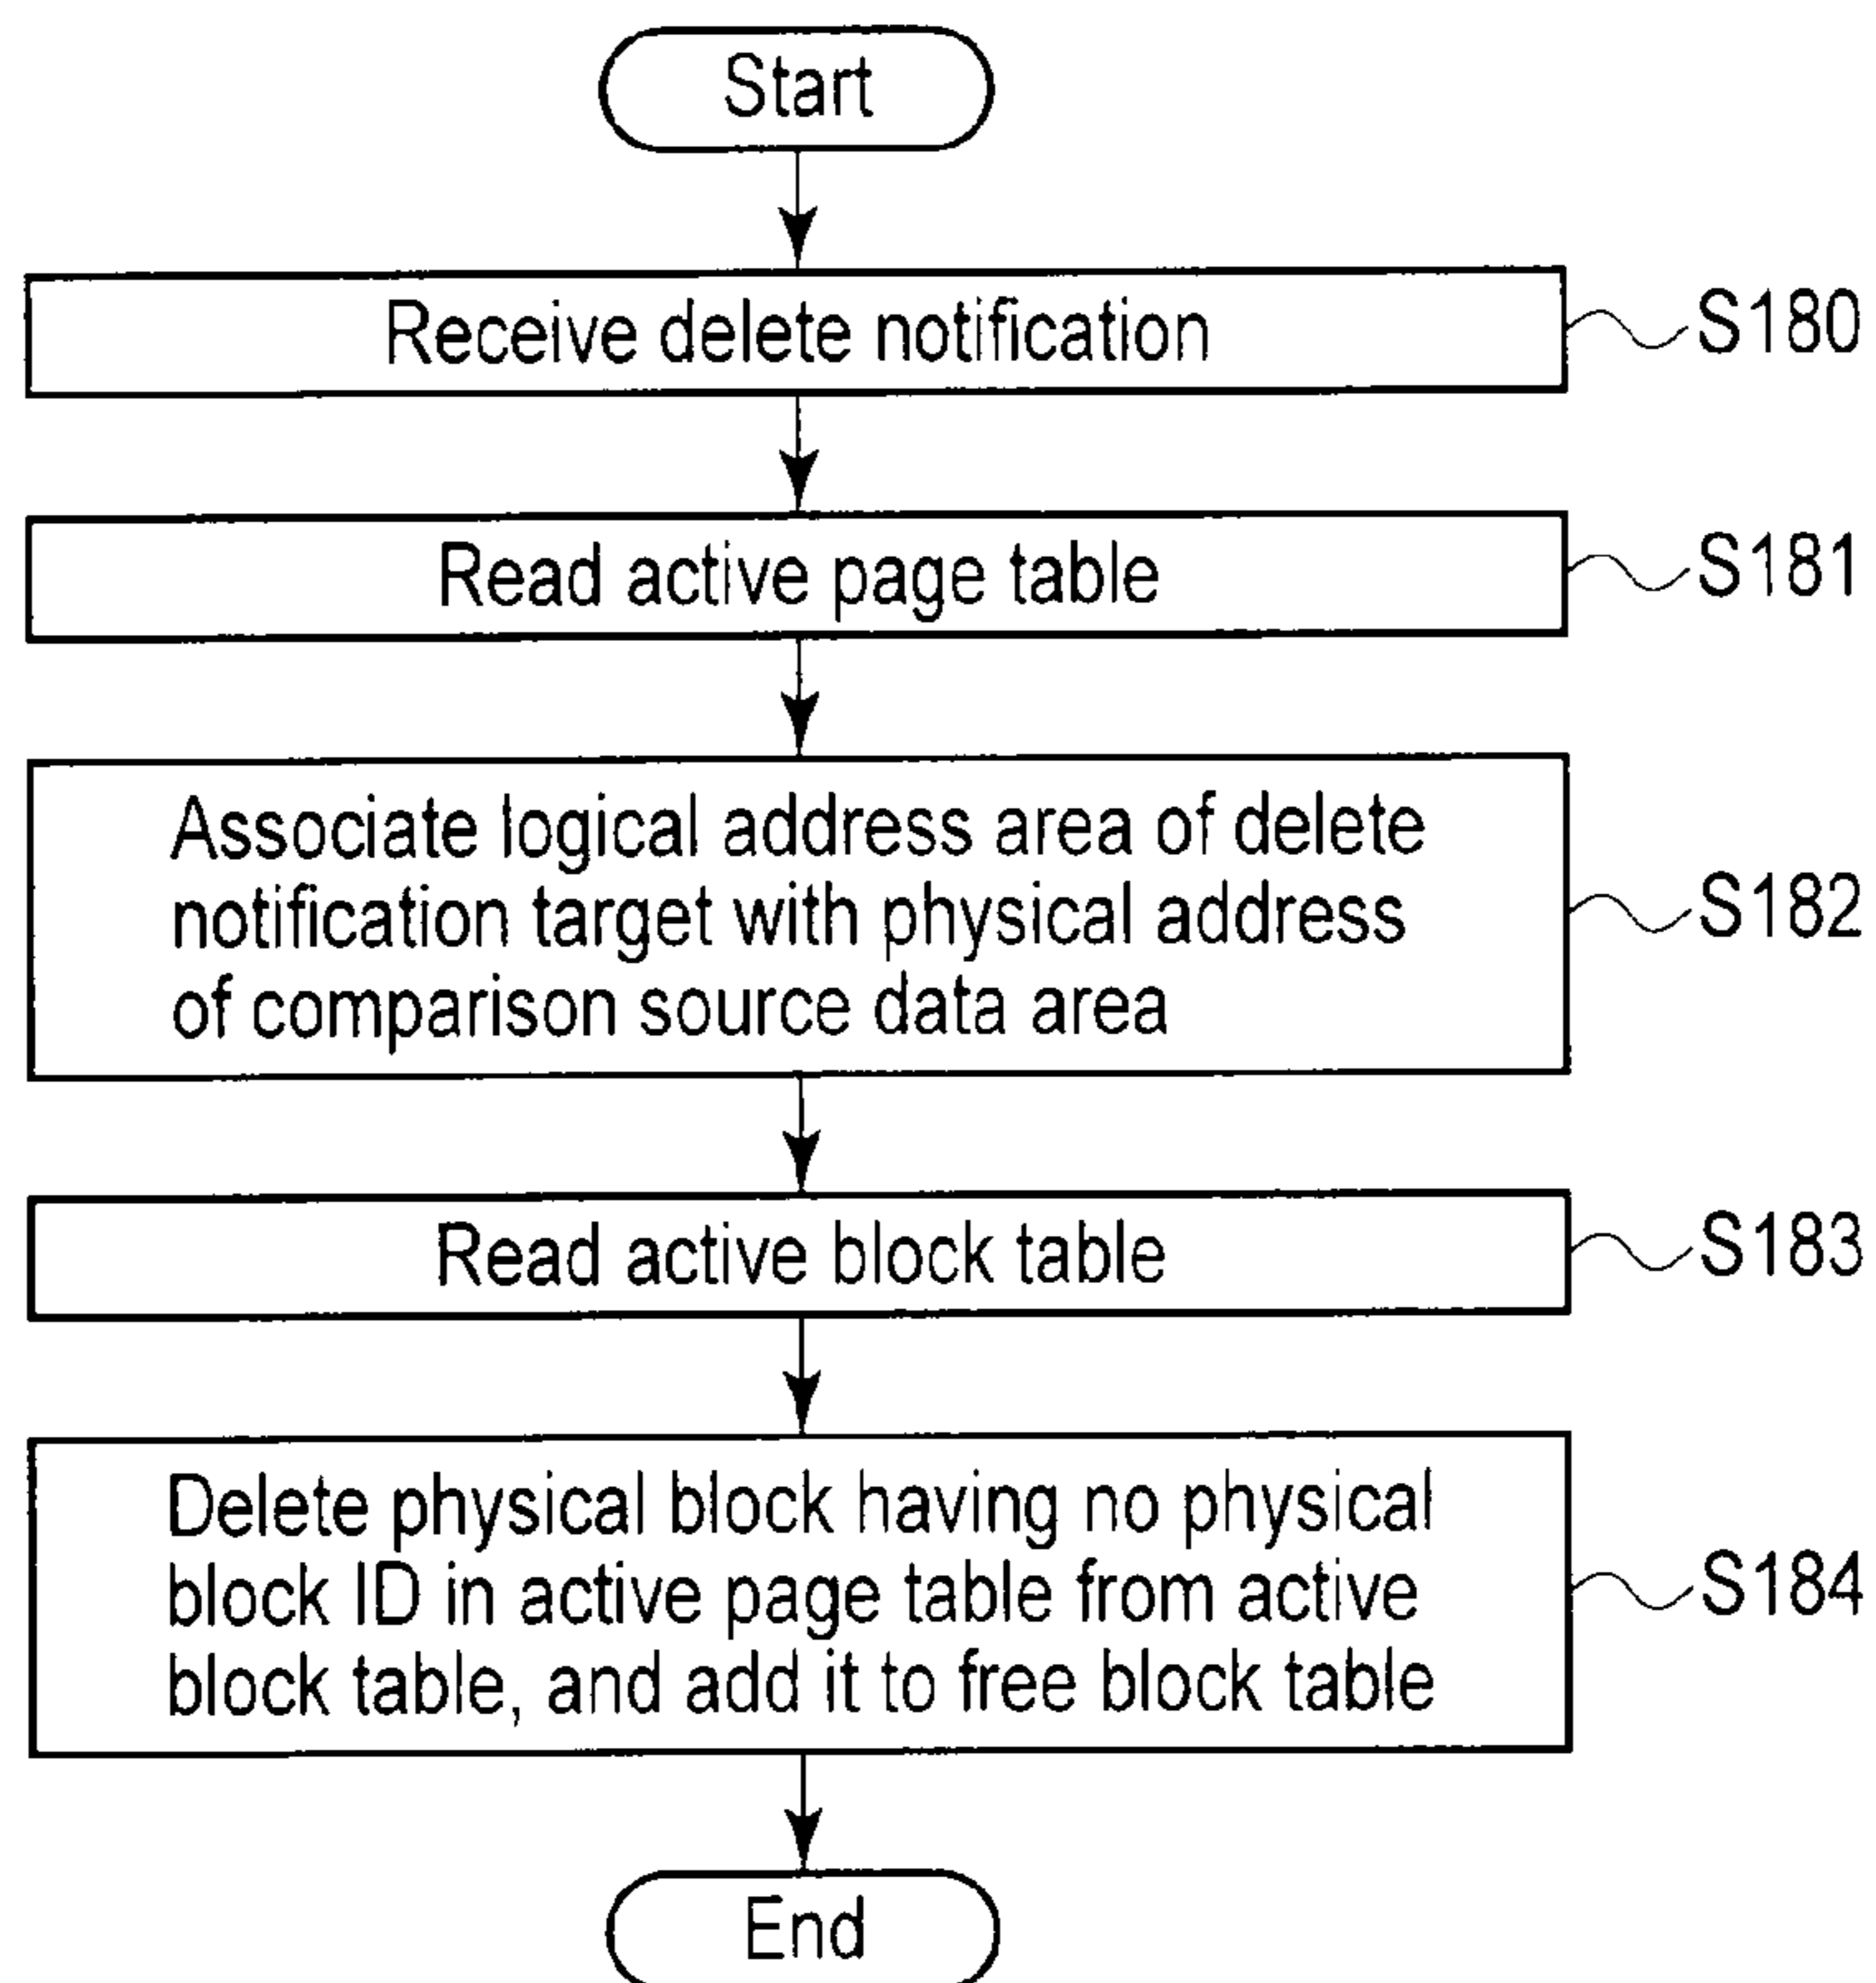 Start
Receive delete notification
S180
Read active page table
S181
Associate logical address area of delete
notification target with physical address
of comparison source data area
S182
Read active block table
S183
Delete physical block having no physical
block ID in active page table from active
block table, and add it to free block table
S184
End